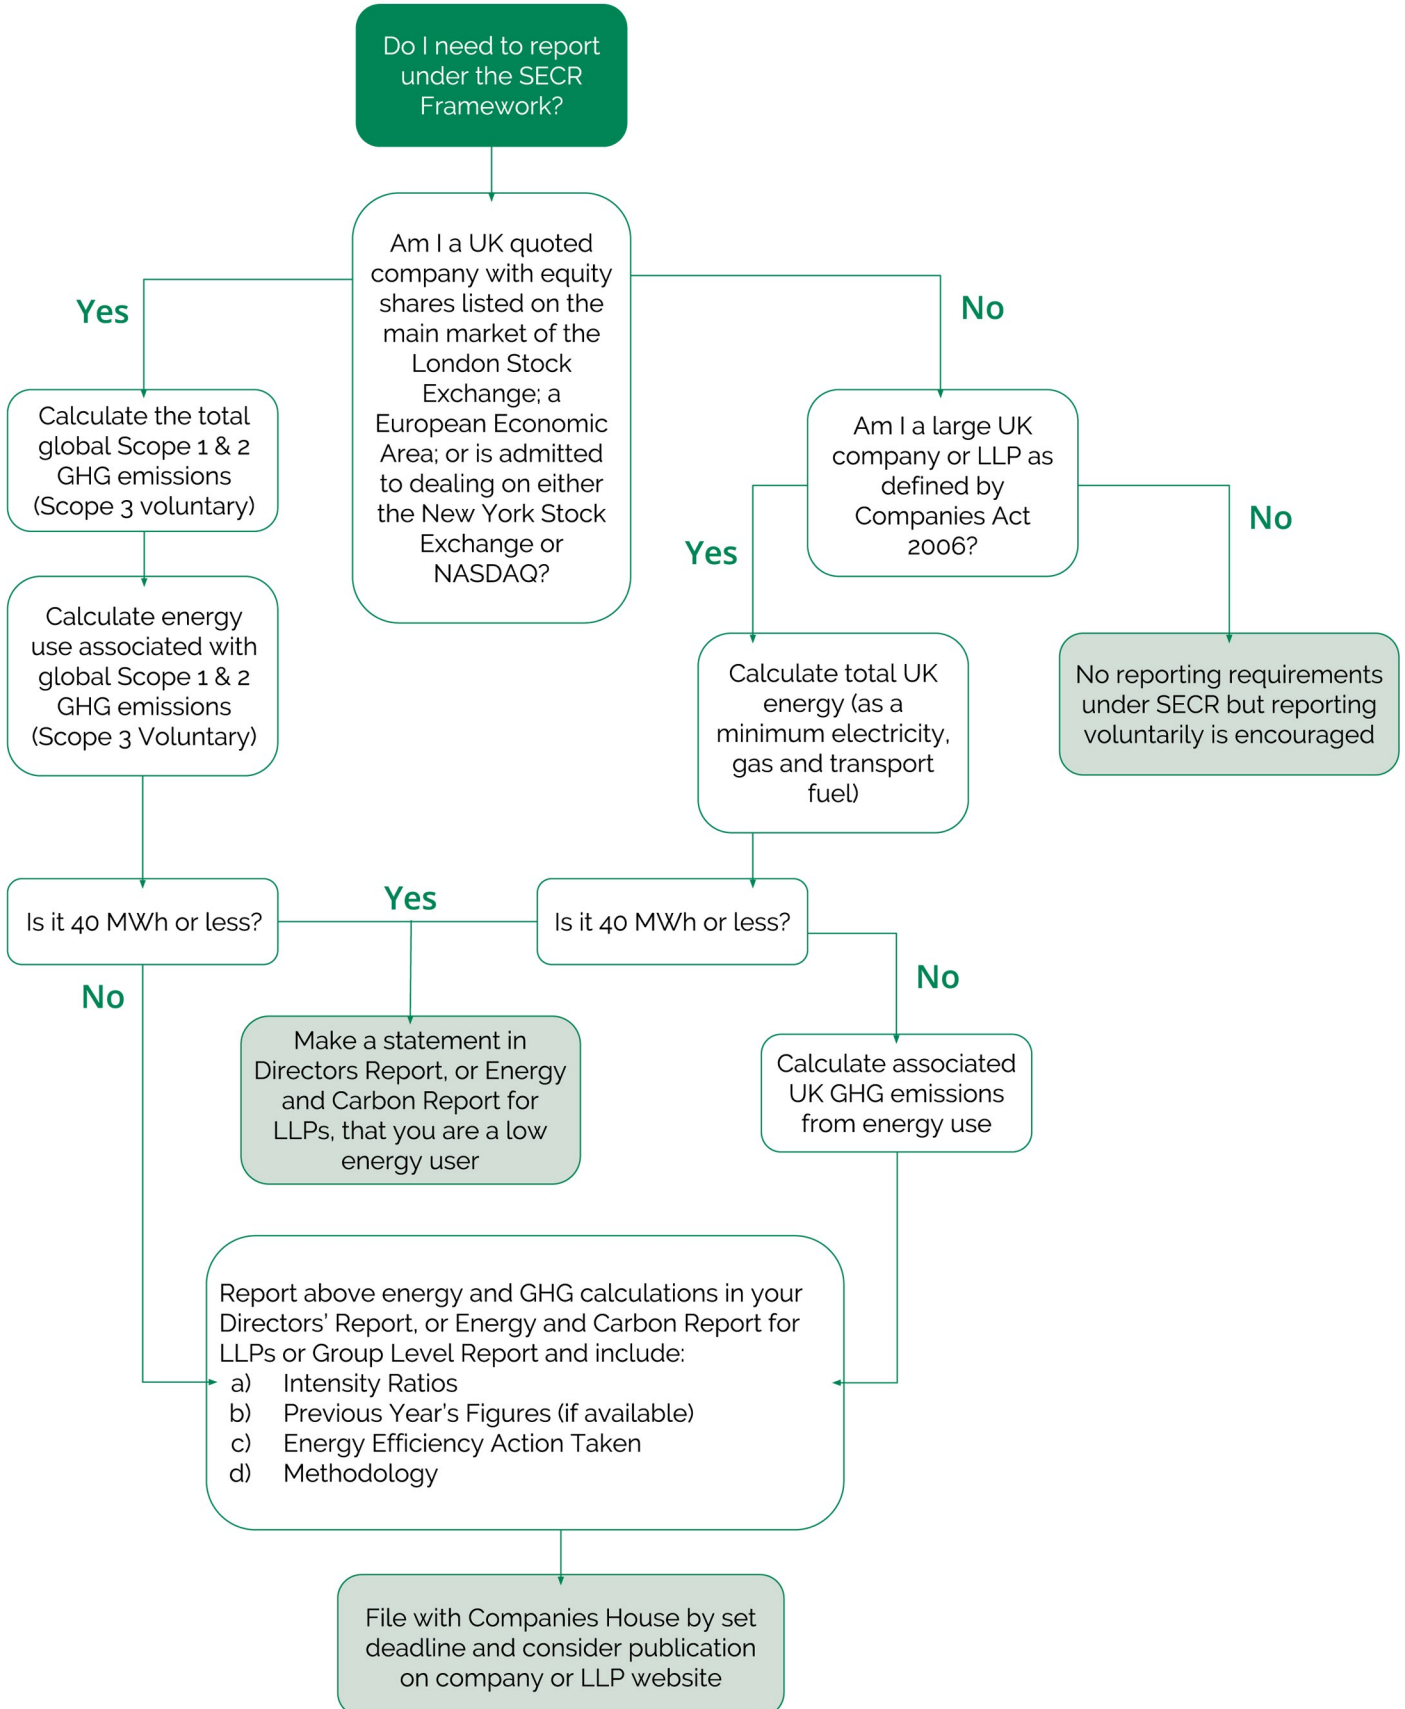 Do I need to report
under the SECR
Framework?
Am I a UK quoted
company with equity
shares listed on the
main market of the
London Stock
Exchange; a
European Economic
Area; or is admitted
to dealing on either
the New York Stock
Exchange or
NASDAQ?
Yes
No
Calculate the total
global Scope 1 & 2
GHG emissions
(Scope 3 voluntary)
Am I a large UK
company or LLP as
defined by
Companies Act
2006?
Yes
No
Calculate energy
use associated with
global Scope 1 & 2
GHG emissions
(Scope 3 Voluntary)
Calculate total UK
energy (as a
minimum electricity,
gas and transport
fuel)
No reporting requirements
under SECR but reporting
voluntarily is encouraged
Is it 40 MWh or less?
Yes
Is it 40 MWh or less?
No
No
Make a statement in
Directors Report, or Energy
and Carbon Report for
LLPs, that you are a low
energy user
Calculate associated
UK GHG emissions
from energy use
Report above energy and GHG calculations in your
Directors’ Report, or Energy and Carbon Report for
LLPs or Group Level Report and include:
a) Intensity Ratios
b) Previous Year’s Figures (if available)
c) Energy Efficiency Action Taken
d) Methodology
File with Companies House by set
deadline and consider publication
on company or LLP website